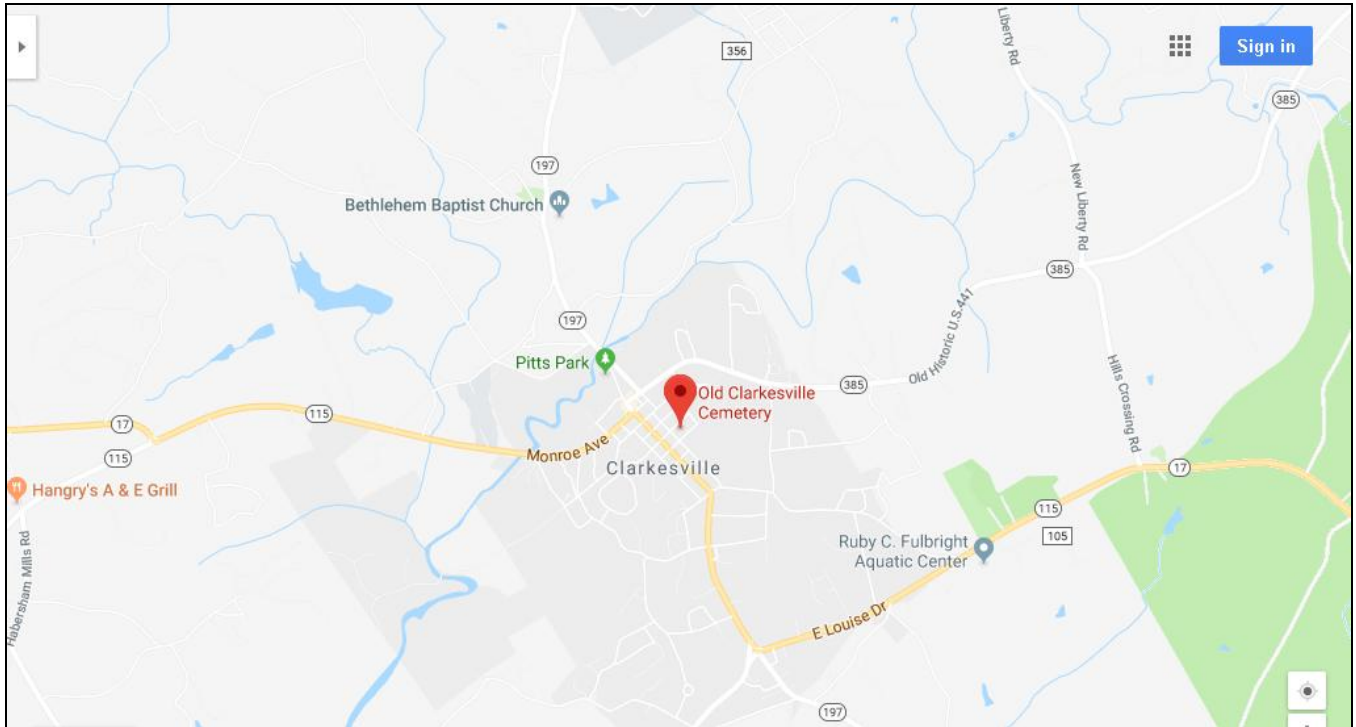 356
Sign in
Liberty Rd
385
197
New Liberty Rd
Bethlehem Baptist Church
385
197
Old Historic U.S.441
Pitts Park
Hills Crossing Rd
385
Old Clarkesville
Cemetery
115
17
Monroe Ave
115
Clarkesville
17
Hangry's A & E Grill
115
105
Ruby C. Fulbright
Aquatic Center
Habersham Mills Rd
E Louise Dr
197